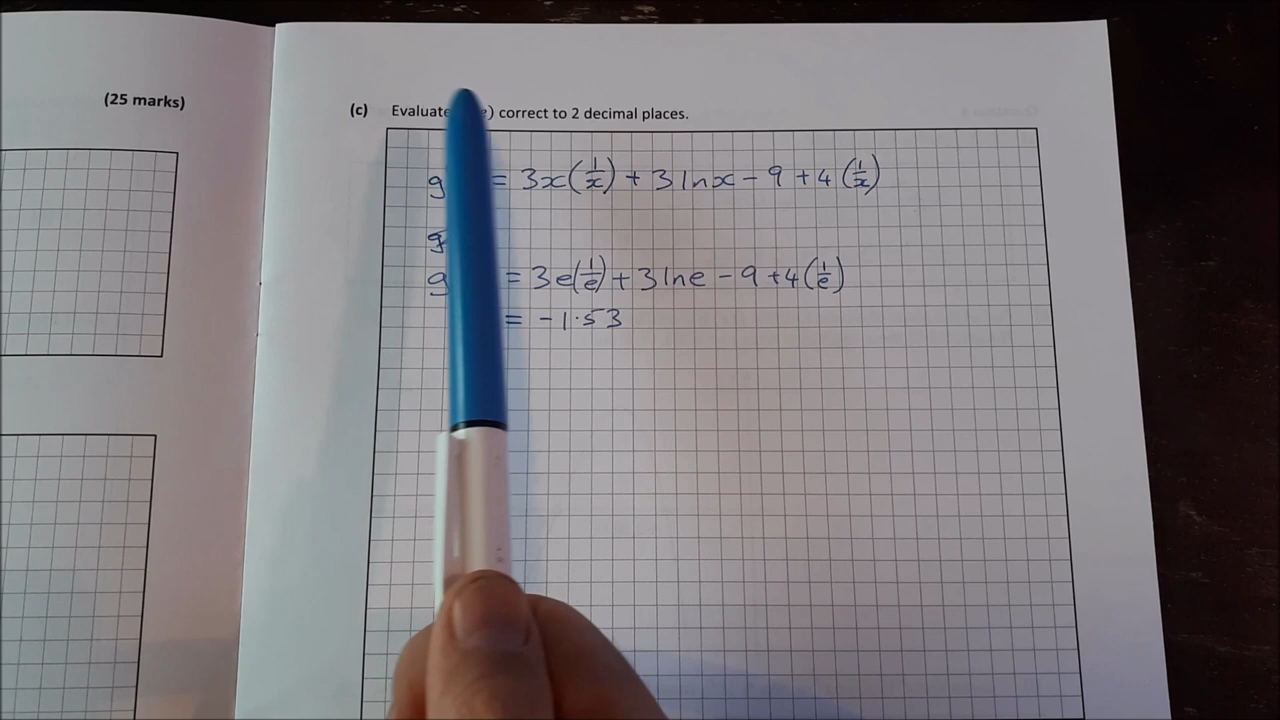 (25 marks)
(c) Evaluate e) correct to 2 decimal places.
g = 3x(1/x) + 3 ln x - 9 + 4(1/x)
g
g = 3e(1/e) + 3 ln e - 9 + 4(1/e)
= -1.53